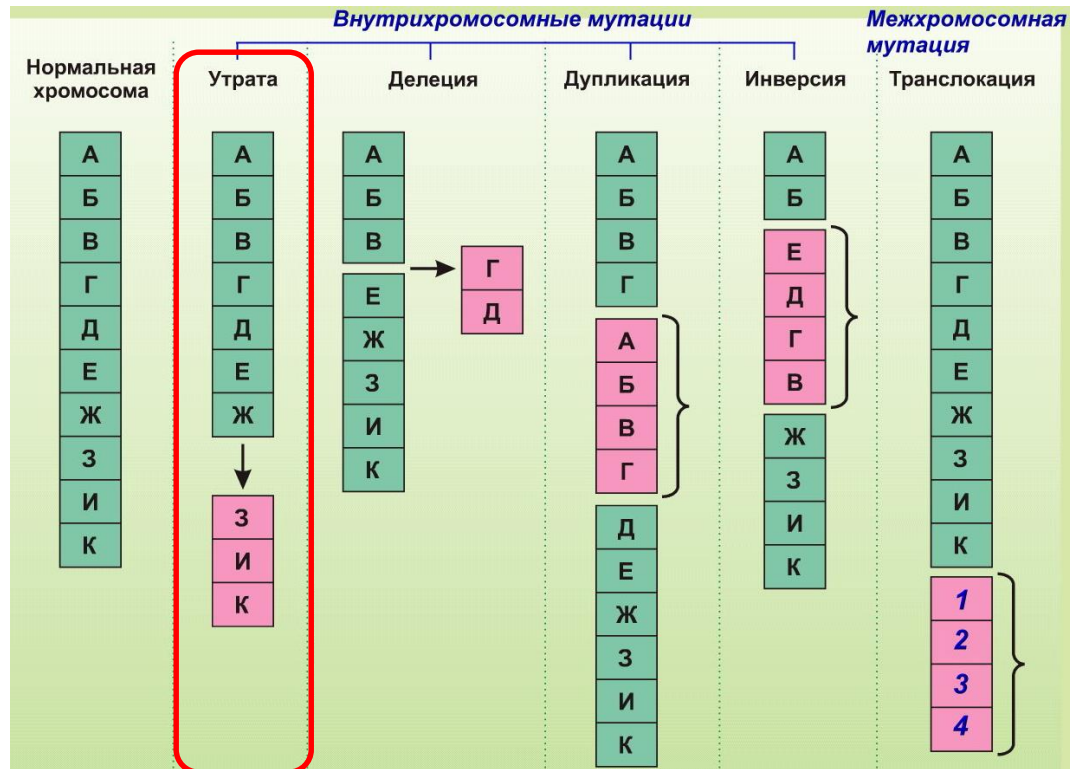 Внутрихромосомные мутации
Межхромосомная
мутация
Нормальная
хромосома
Утрата
Делеция
Дупликация
Инверсия
Транслокация
А
Б
В
Г
Д
Е
Ж
З
И
К
А
Б
В
Г
Д
Е
Ж
З
И
К
А
Б
В
Е
Ж
З
И
К
Г
Д
А
Б
В
Г
А
Б
В
Г
Д
Е
Ж
З
И
К
А
Б
Е
Д
Г
В
Ж
З
И
К
А
Б
В
Г
Д
Е
Ж
З
И
К
1
2
3
4